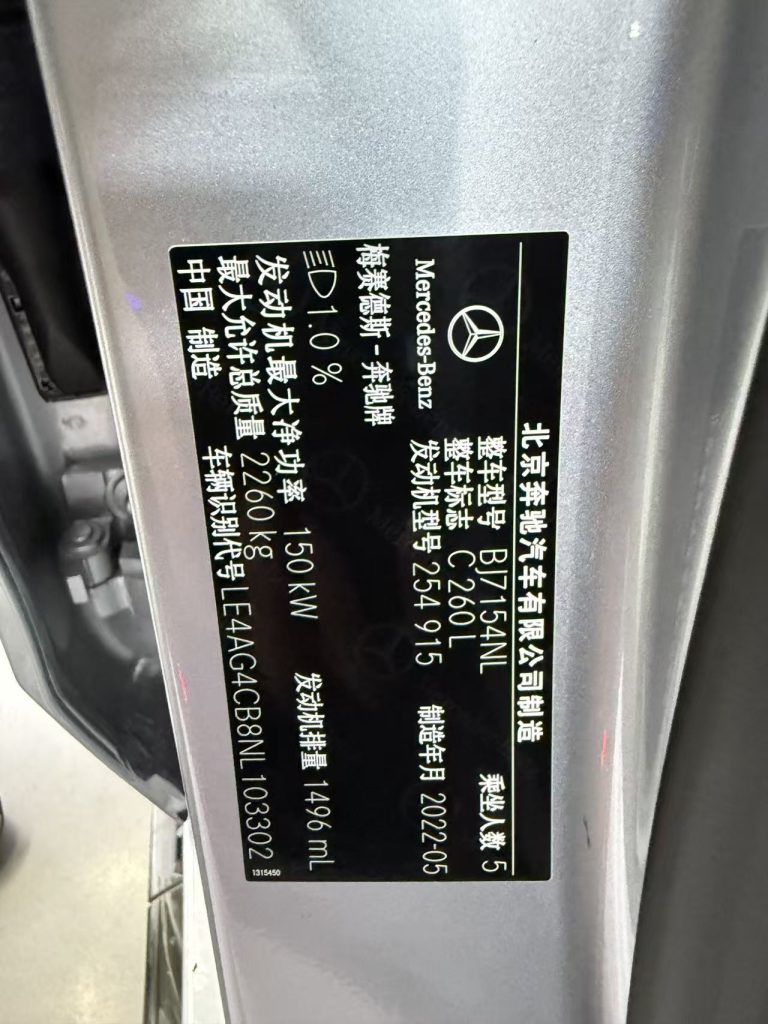 北京奔驰汽车有限公司制造
Mercedes-Benz
梅赛德斯-奔驰牌
整车型号 BJ7154NL 乘坐人数 5
整车标志 C 260 L
发动机型号 254 915 制造年月 2022-05
1.0 %
发动机最大净功率 150 kW 发动机排量 1496 mL
最大允许总质量 2260 kg
中国 制造 车辆识别代号 LE4AG4CB8NL103302
1315450